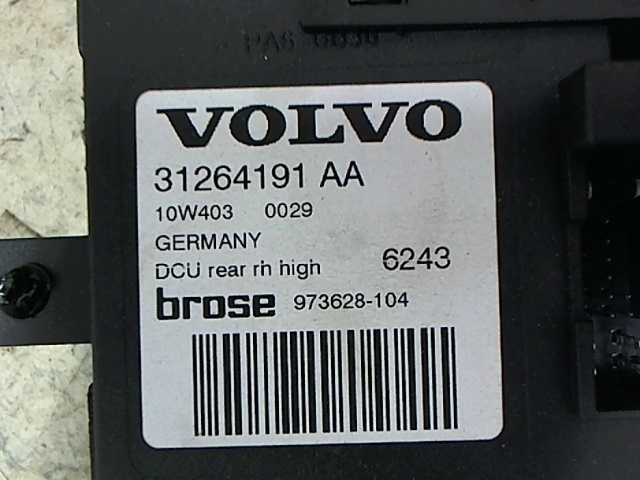 VOLVO
31264191 AA
10W403 0029
GERMANY
DCU rear rh high 6243
brose 973628-104